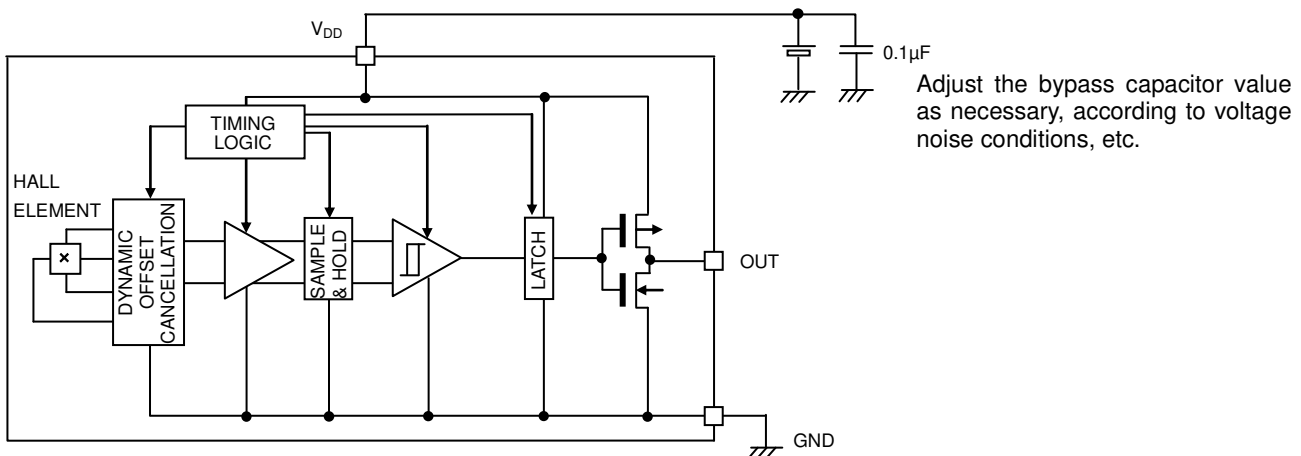 V_DD
0.1µF
Adjust the bypass capacitor value
as necessary, according to voltage
noise conditions, etc.
TIMING
LOGIC
HALL
ELEMENT
DYNAMIC
OFFSET
CANCELLATION
×
SAMPLE
& HOLD
LATCH
OUT
GND